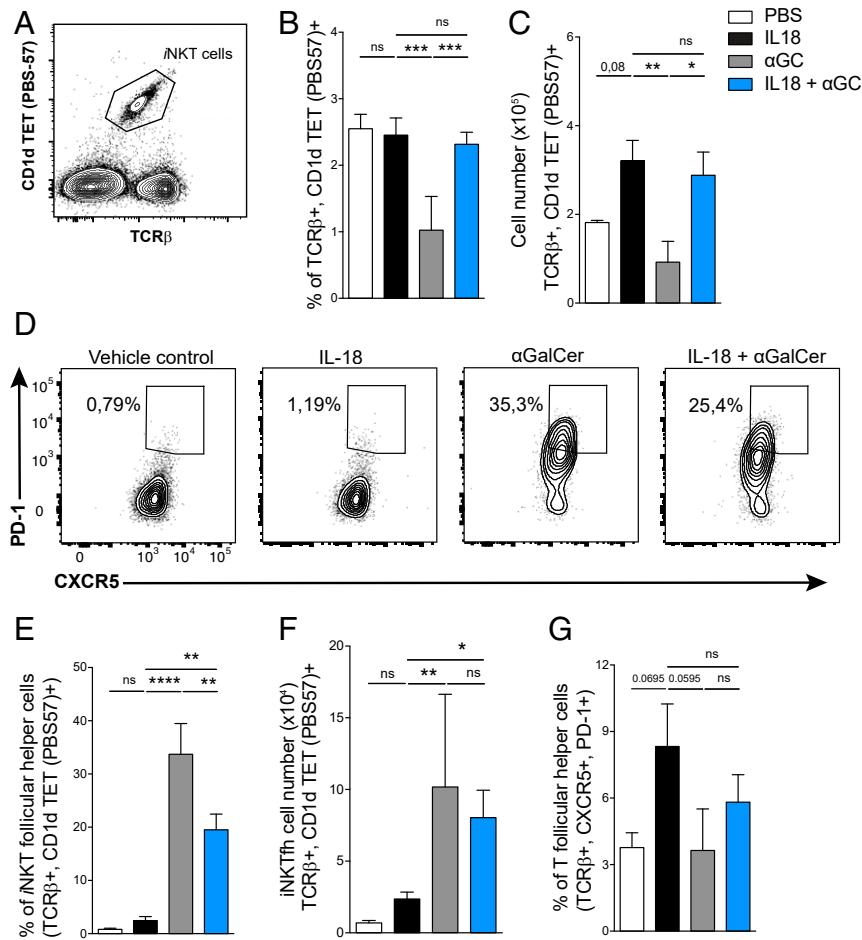 A
CD1d TET (PBS-57)
iNKT cells
TCRβ
B
% of TCRβ+, CD1d TET (PBS57)+
4
3
2
1
0
ns
ns
***
***
C
Cell number (x10⁵)
TCRβ+, CD1d TET (PBS57)+
6
4
2
0
ns
0,08
**
*
PBS
IL18
αGC
IL18 + αGC
D
Vehicle control
IL-18
αGalCer
IL-18 + αGalCer
0,79%
1,19%
35,3%
25,4%
10⁵
10⁴
10³
0
PD-1
0
10³
10⁴
10⁵
CXCR5
E
% of iNKT follicular helper cells
(TCRβ+, CD1d TET (PBS57)+)
50
40
30
20
10
0
**
ns
****
**
F
iNKTfh cell number (x10⁴)
TCRβ+, CD1d TET (PBS57)+
20
15
10
5
0
*
ns
**
ns
G
% of T follicular helper cells
(TCRβ+, CXCR5+, PD-1+)
12
9
6
3
0
ns
0.0695
0.0595
ns